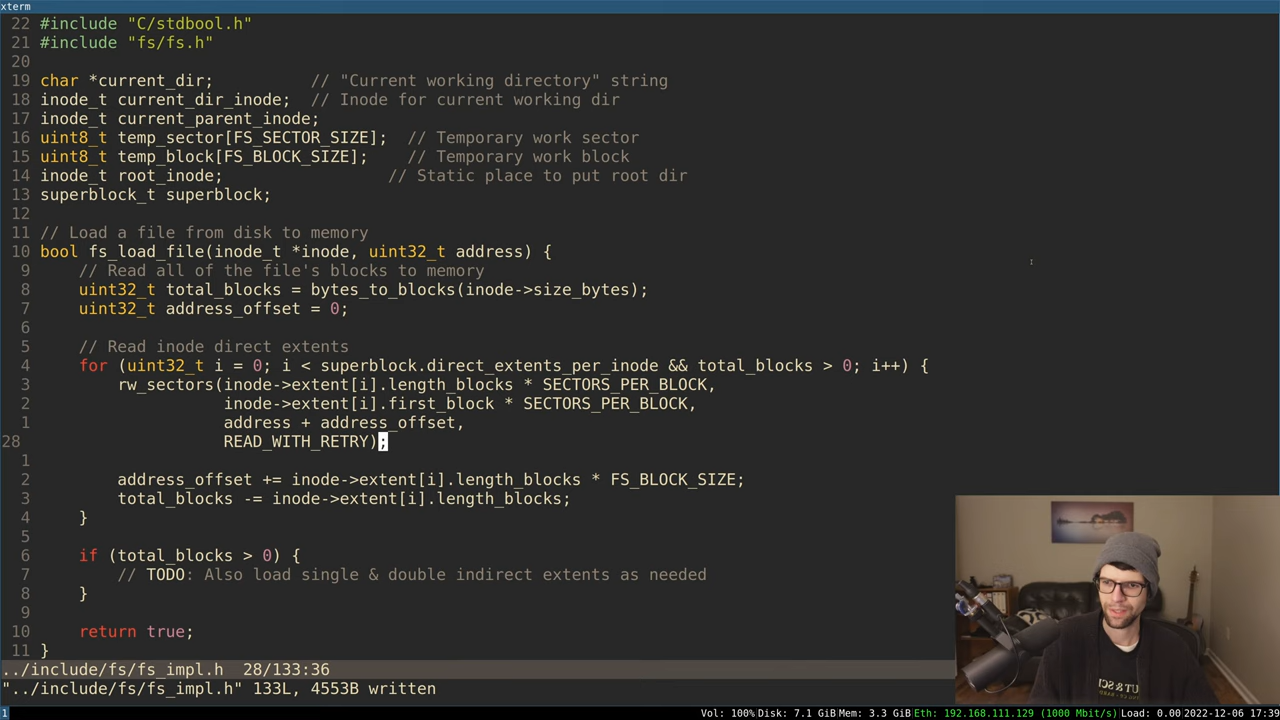 xterm
22 #include "C/stdbool.h"
21 #include "fs/fs.h"
20
19 char *current_dir;          // "Current working directory" string
18 inode_t current_dir_inode;  // Inode for current working dir
17 inode_t current_parent_inode;
16 uint8_t temp_sector[FS_SECTOR_SIZE];  // Temporary work sector
15 uint8_t temp_block[FS_BLOCK_SIZE];    // Temporary work block
14 inode_t root_inode;                 // Static place to put root dir
13 superblock_t superblock;
12
11 // Load a file from disk to memory
10 bool fs_load_file(inode_t *inode, uint32_t address) {
9     // Read all of the file's blocks to memory
8     uint32_t total_blocks = bytes_to_blocks(inode->size_bytes);
7     uint32_t address_offset = 0;
6
5     // Read inode direct extents
4     for (uint32_t i = 0; i < superblock.direct_extents_per_inode && total_blocks > 0; i++) {
3         rw_sectors(inode->extent[i].length_blocks * SECTORS_PER_BLOCK,
2                    inode->extent[i].first_block * SECTORS_PER_BLOCK,
1                    address + address_offset,
28                    READ_WITH_RETRY);
1
2         address_offset += inode->extent[i].length_blocks * FS_BLOCK_SIZE;
3         total_blocks -= inode->extent[i].length_blocks;
4     }
5
6     if (total_blocks > 0) {
7         // TODO: Also load single & double indirect extents as needed
8     }
9
10     return true;
11 }
../include/fs/fs_impl.h  28/133:36
"../include/fs/fs_impl.h" 133L, 4553B written
1 Vol: 100% Disk: 7.1 GiB Mem: 3.3 GiB Eth: 192.168.111.129 (1000 Mbit/s) Load: 0.00 2022-12-06 17:39